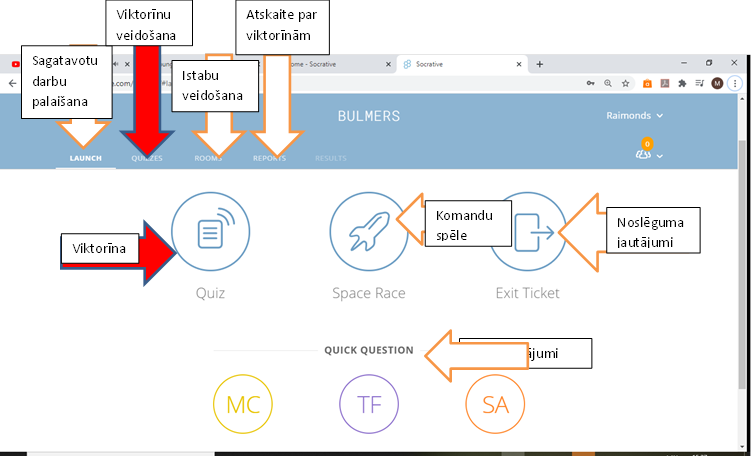 Viktorīnu
veidošana
Atskaite par
viktorīnām
Sagatavotu
darbu
palaišana
Istabu
veidošana
ome - Socrative
Socrative
BULMERS
Raimonds
0
LAUNCH
QUIZZES
ROOMS
REPORTS
RESULTS
Viktorīna
Komandu
spēle
Noslēguma
jautājumi
Quiz
Space Race
Exit Ticket
QUICK QUESTION
ājumi
MC
TF
SA